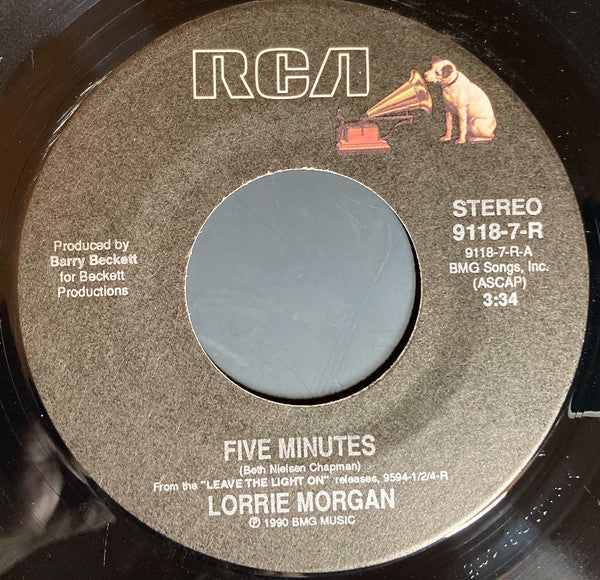 RCA
STEREO
9118-7-R
9118-7-R-A
BMG Songs, Inc.
(ASCAP)
3:34
Produced by
Barry Beckett
for Beckett
Productions
FIVE MINUTES
(Beth Nielsen Chapman)
From the "LEAVE THE LIGHT ON" releases, 9594-1/2/4-R
LORRIE MORGAN
℗ 1990 BMG MUSIC